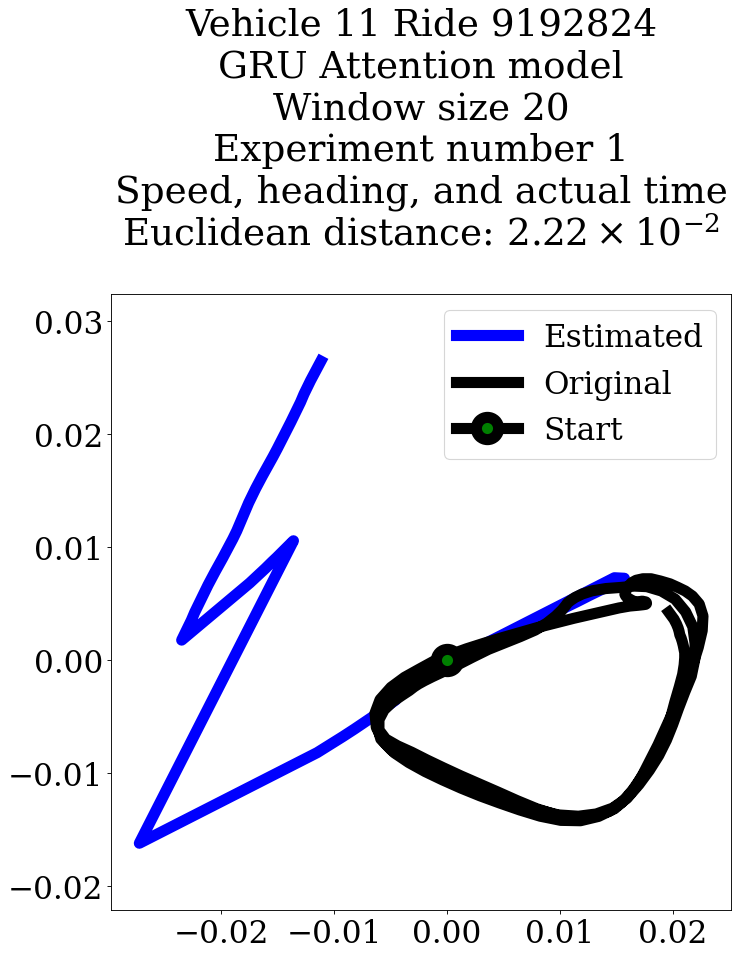 Vehicle 11 Ride 9192824
GRU Attention model
Window size 20
Experiment number 1
Speed, heading, and actual time
Euclidean distance: 2.22 × 10⁻²
Estimated
Original
Start
0.03
0.02
0.01
0.00
−0.01
−0.02
−0.02 −0.01 0.00 0.01 0.02